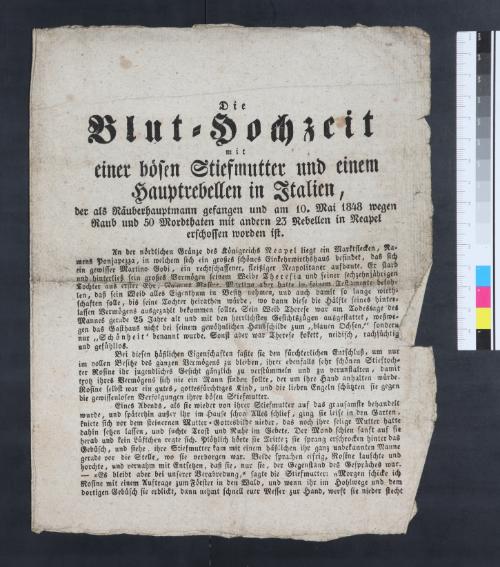 Die
Blut-Hochzeit
mit
einer bösen Stiefmutter und einem
Hauptrebellen in Italien,
der als Räuberhauptmann gefangen und am 10. Mai 1848 wegen
Raub und 50 Mordthaten mit andern 23 Rebellen in Neapel
erschossen worden ist.
An der nördlichen Gränze des Königreichs Neapel liegt ein Marktflecken, Na-
mens Ponjapezza, in welchem sich ein großes schönes Einkehrwirthshaus befindet, das sich
ein gewisser Martino Gobi, ein rechtschaffener, fleißiger Neapolitaner aufbaute. Er starb
und hinterließ sein großes Vermögen seinem Weibe Theresia und seiner sechzehnjährigen
Tochter aus erster Ehe, Namens Rosine. Martino aber hatte in seinem Testamente befoh-
len, daß sein Weib alles Eigenthum in Besitz nehmen, und auch damit so lange wirth-
schaften solle, bis seine Tochter heirathen würde, wo dann diese die Hälfte seines hinter-
lassen Vermögens ausgezahlt bekommen sollte. Sein Weib Therese war am Todestage des
Mannes gerade 25 Jahre alt und mit den herrlichsten Gesichtszügen ausgestattet, weßwe-
gen das Gasthaus nicht bei seinem gewöhnlichen Hausschilde zum „blauen Ochsen,“ sondern
nur „Schönheit“ benannt wurde. Sonst aber war Therese kokett, neidisch, rachsüchtig
und gefühllos.
Bei diesen häßlichen Eigenschaften faßte sie den fürchterlichen Entschluß, um nur
im vollen Besitze des ganzen Vermögens zu bleiben, ihrer ebenfalls sehr schönen Stieftoch-
ter Rosine ihr jugendliches Gesicht gänzlich zu verstümmeln und zu verunstalten, damit
trotz ihres Vermögens sich nie ein Mann finden sollte, der um ihre Hand anhalten würde.
Rosine selbst war ein gutes, gottesfürchtiges Kind, und die lieben Engeln schützten sie gegen
die gewissenlosen Verfolgungen ihrer bösen Stiefmutter.
Eines Abends, als sie wieder von ihrer Stiefmutter auf das grausamste behandelt
wurde, und späterhin außer ihr im Hause schon Alles schlief, ging sie leise in den Garten,
kniete sich vor dem steinernen Mutter-Gottesbilde nieder, das noch ihre selige Mutter hatte
dahin setzen lassen, und suchte Trost und Ruhe im Gebete. Der Mond schien sanft auf sie
herab und kein Lüftchen regte sich. Plötzlich hörte sie Tritte; sie sprang erschrocken hinter das
Gebüsch, und siehe, ihre Stiefmutter kam mit einem häßlichen ihr ganz unbekannten Manne
gerade vor die Stelle, wo sie verborgen war. Beide sprachen eifrig, Rosine lauschte und
horchte, und vernahm mit Entsetzen, daß sie, nur sie, der Gegenstand des Gespräches war.
— „Es bleibt aber bei unserer Verabredung,“ sagte die Stiefmutter: „Morgen schicke ich
Rosine mit einem Auftrage zum Förster in den Wald, und wenn ihr im Hohlwege und dem
dortigen Gebüsch sie erblickt, dann nehmt schnell euer Messer zur Hand, werft sie nieder stecht